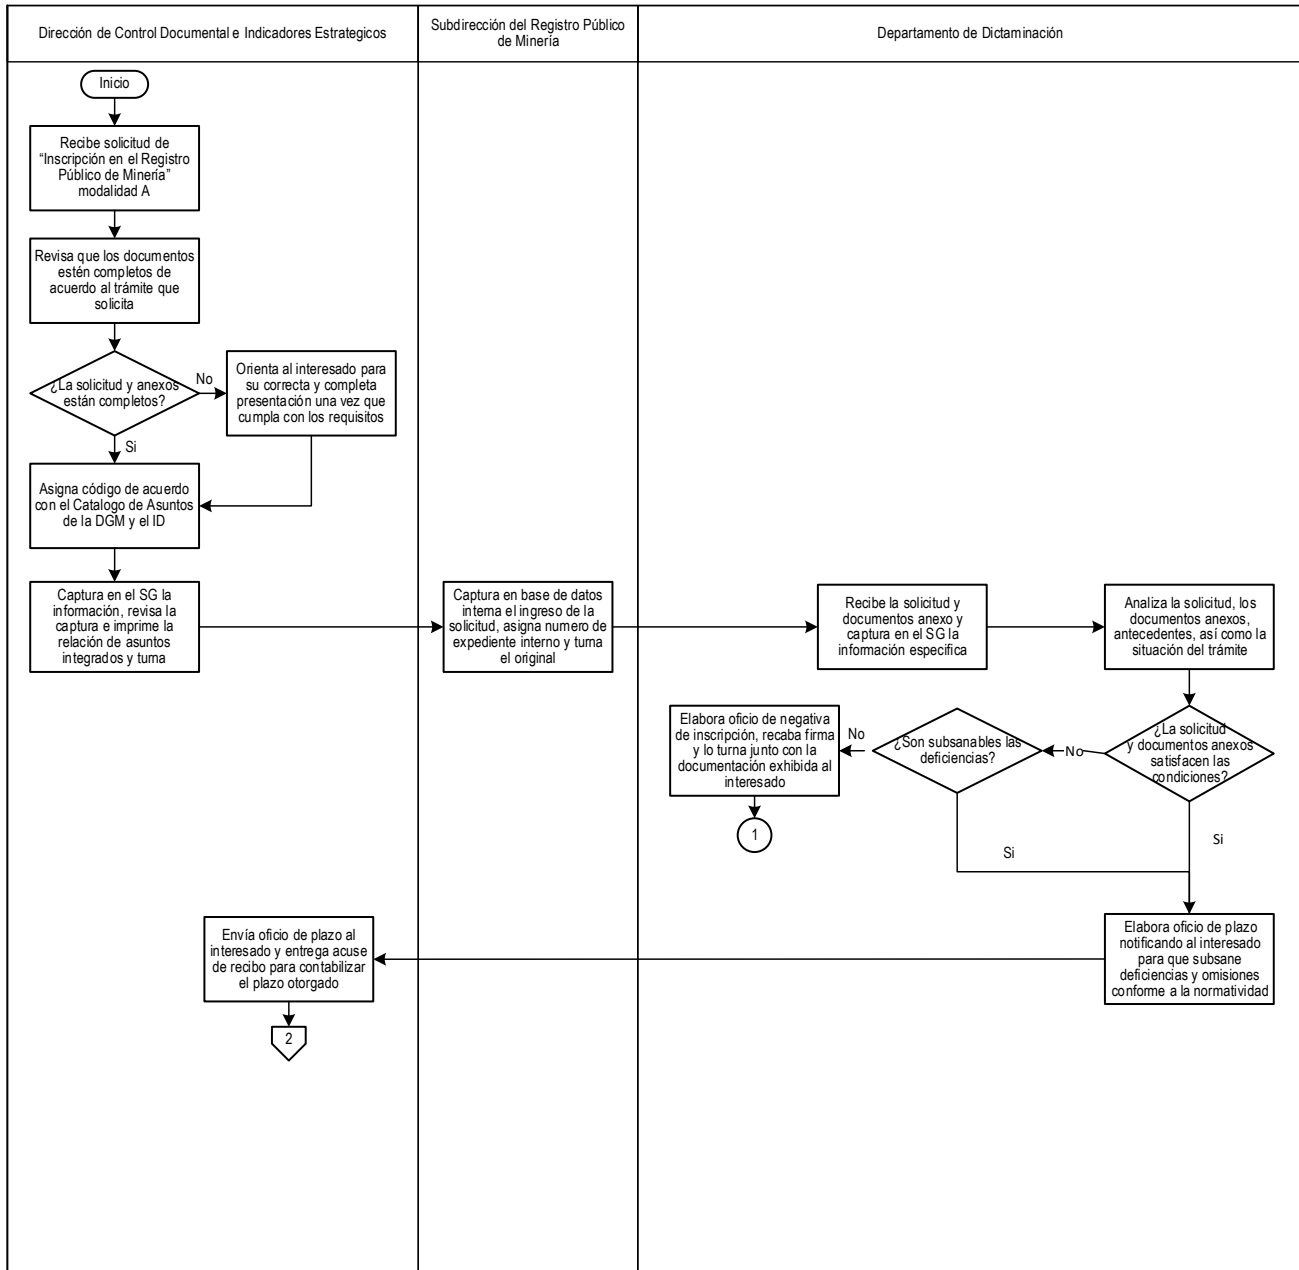 Dirección de Control Documental e Indicadores Estrategicos
Subdirección del Registro Público
de Minería
Departamento de Dictaminación
Inicio
Recibe solicitud de
“Inscripción en el Registro
Público de Minería”
modalidad A
Revisa que los documentos
estén completos de
acuerdo al trámite que
solicita
¿La solicitud y anexos
están completos?
No
Orienta al interesado para
su correcta y completa
presentación una vez que
cumpla con los requisitos
Si
Asigna código de acuerdo
con el Catalogo de Asuntos
de la DGM y el ID
Captura en el SG la
información, revisa la
captura e imprime la
relación de asuntos
integrados y turna
Captura en base de datos
interna el ingreso de la
solicitud, asigna numero de
expediente interno y turna
el original
Recibe la solicitud y
documentos anexo y
captura en el SG la
información especifica
Analiza la solicitud, los
documentos anexos,
antecedentes, así como la
situación del trámite
¿La solicitud
y documentos anexos
satisfacen las
condiciones?
No
¿Son subsanables las
deficiencias?
No
Elabora oficio de negativa
de inscripción, recaba firma
y lo turna junto con la
documentación exhibida al
interesado
1
Si
Si
Elabora oficio de plazo
notificando al interesado
para que subsane
deficiencias y omisiones
conforme a la normatividad
Envía oficio de plazo al
interesado y entrega acuse
de recibo para contabilizar
el plazo otorgado
2